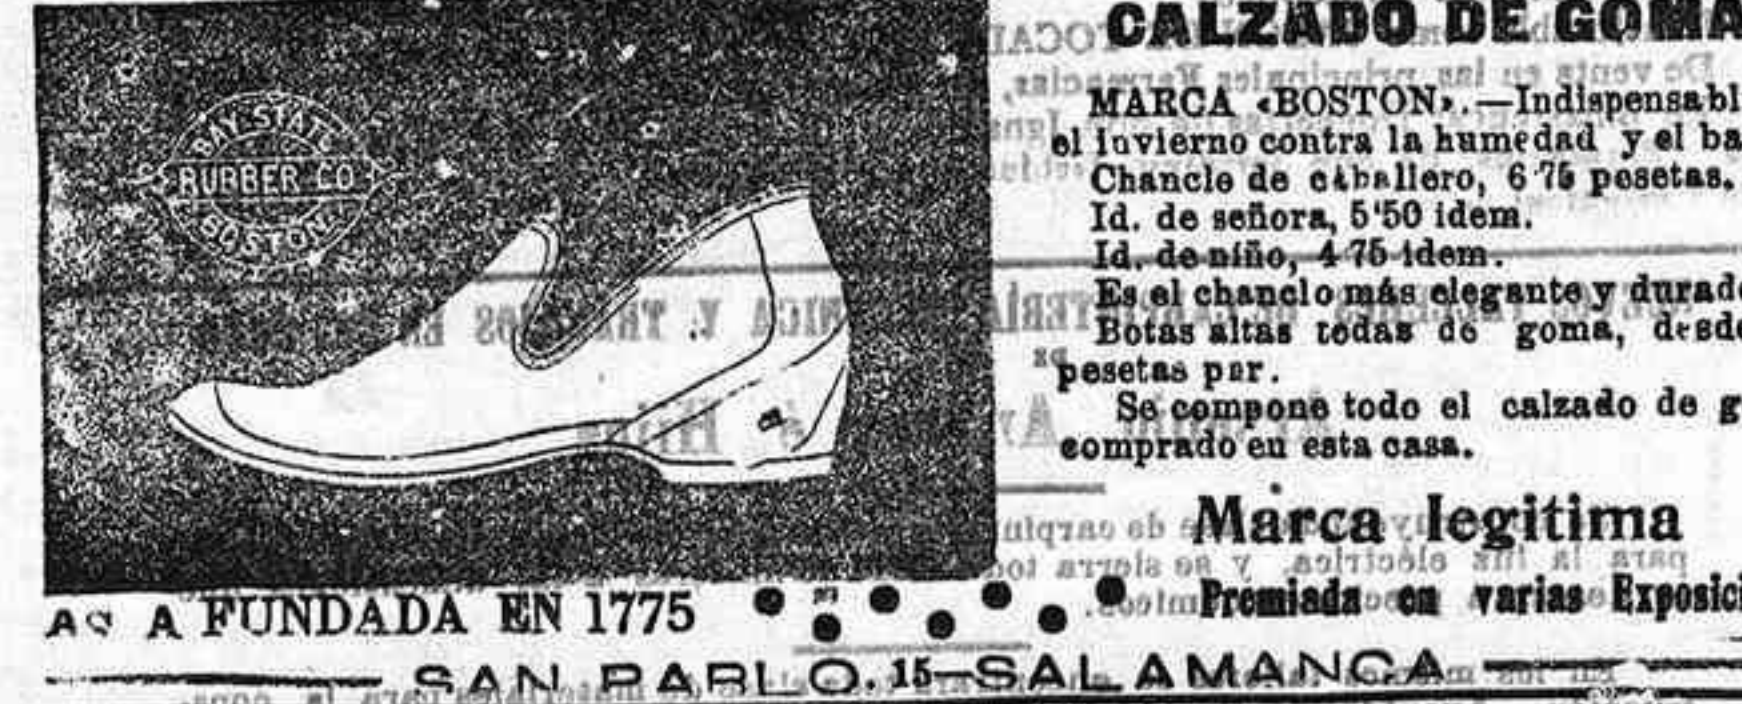 BAY STATE
RUBBER CO
BOSTON
CALZADO DE GOMA
MARCA «BOSTON».—Indispensabl
el invierno contra la humedad y el ba
Chanclo de caballero, 6'75 pesetas.
Id. de señora, 5'50 idem.
Id. de niño, 4 75 idem.
Es el chanclo más elegante y durade
Botas altas todas de goma, desde
pesetas par.
Se compone todo el calzado de g
comprado en esta casa.
Marca legitima
Premiada en varias Exposici
FUNDADA EN 1775
SAN PABLO, 15—SALAMANCA